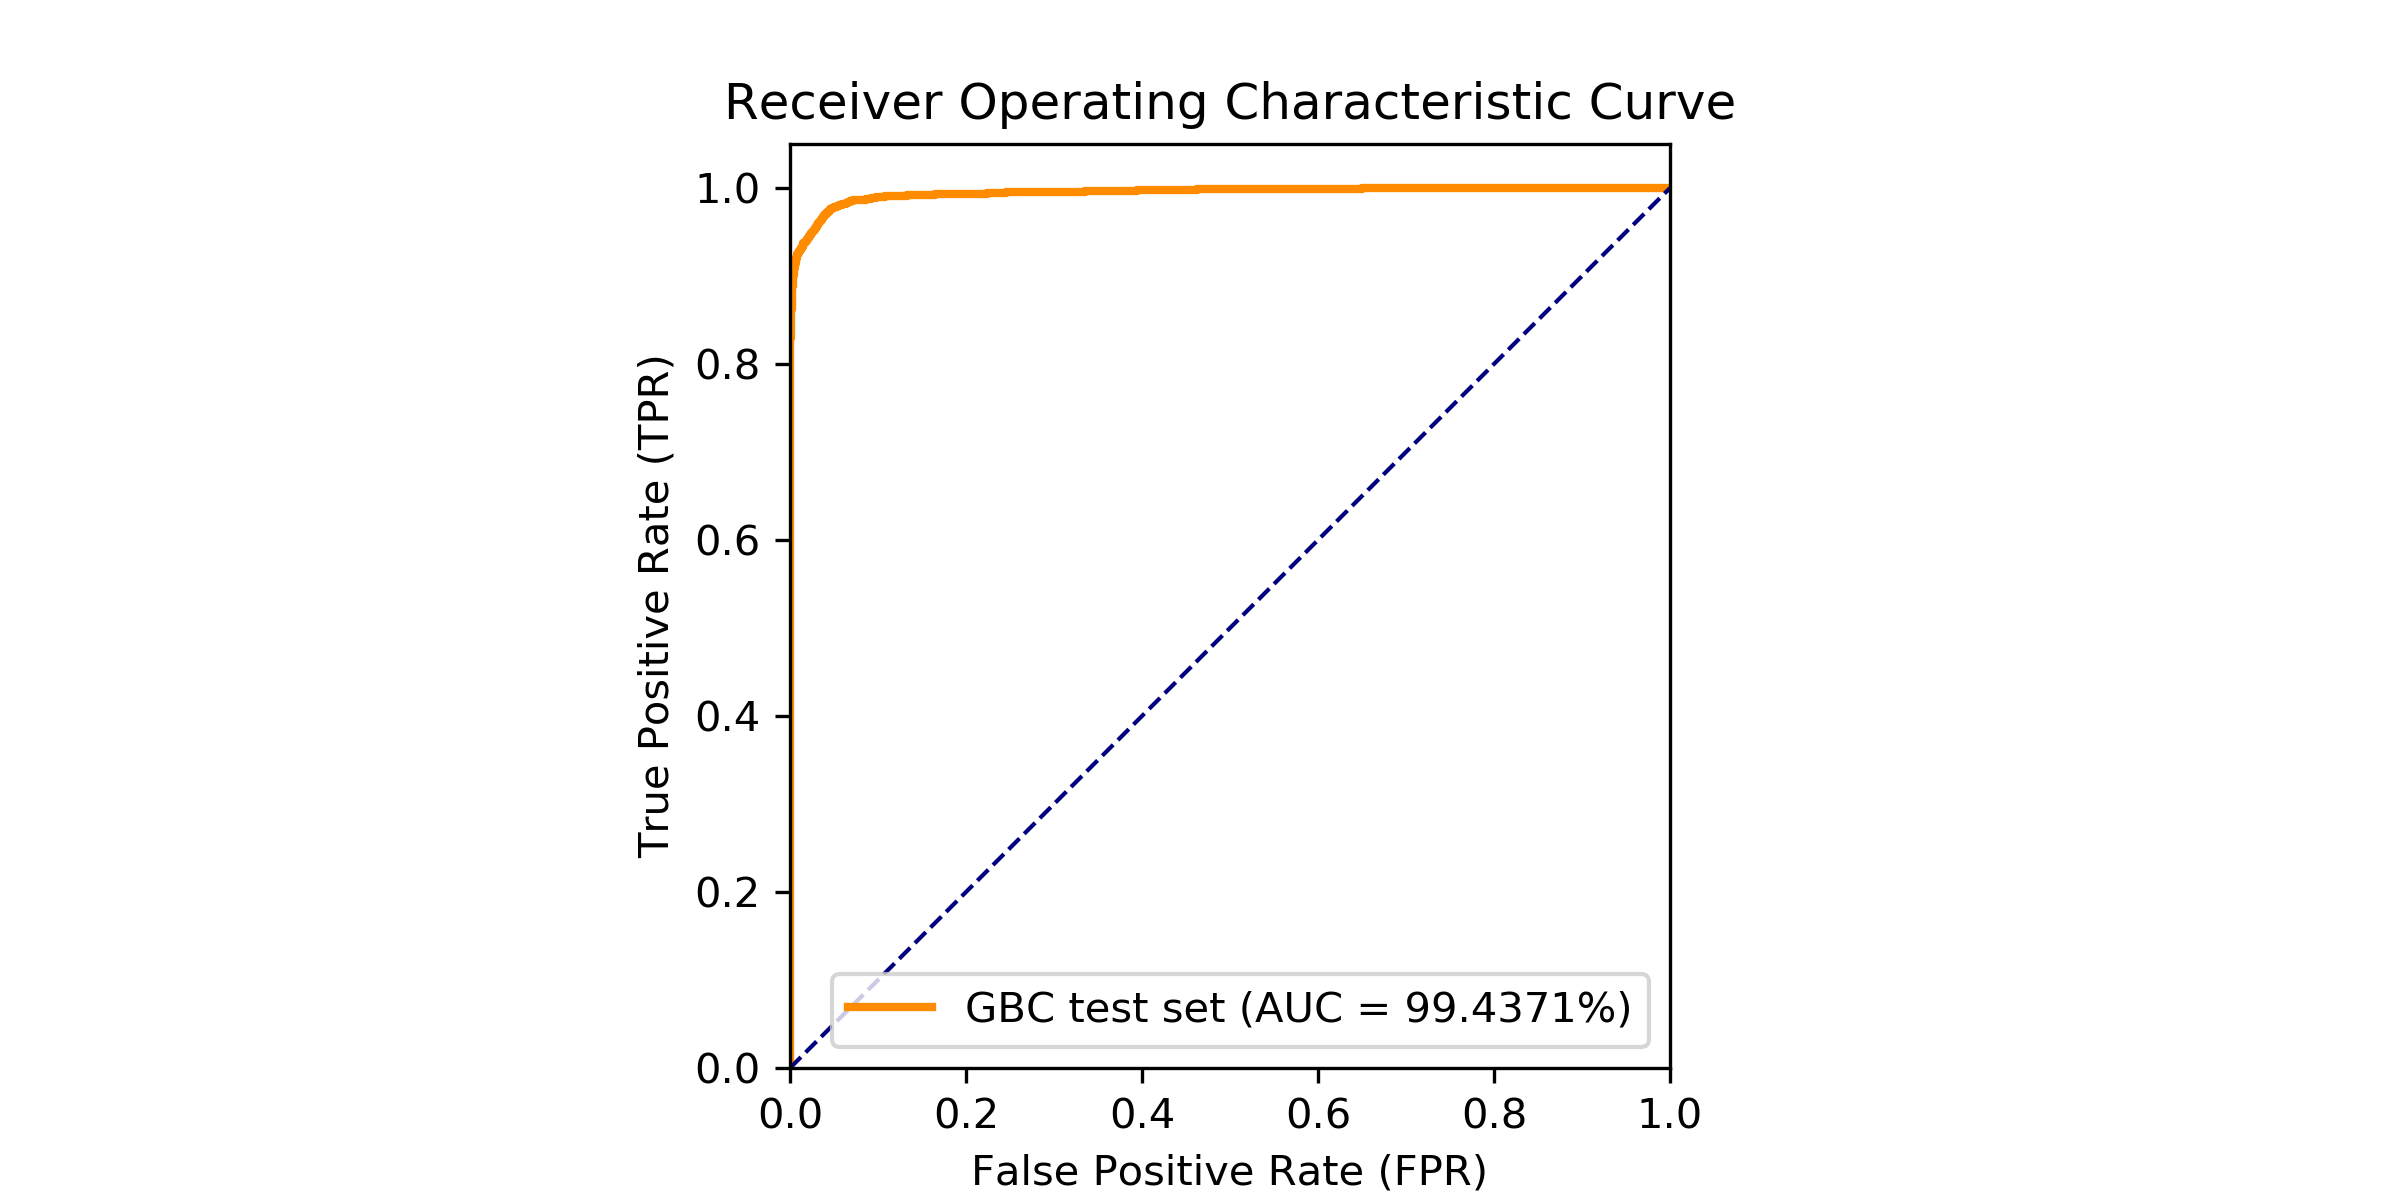 Receiver Operating Characteristic Curve
1.0
0.8
0.6
0.4
0.2
0.0
True Positive Rate (TPR)
GBC test set (AUC = 99.4371%)
0.0 0.2 0.4 0.6 0.8 1.0
False Positive Rate (FPR)